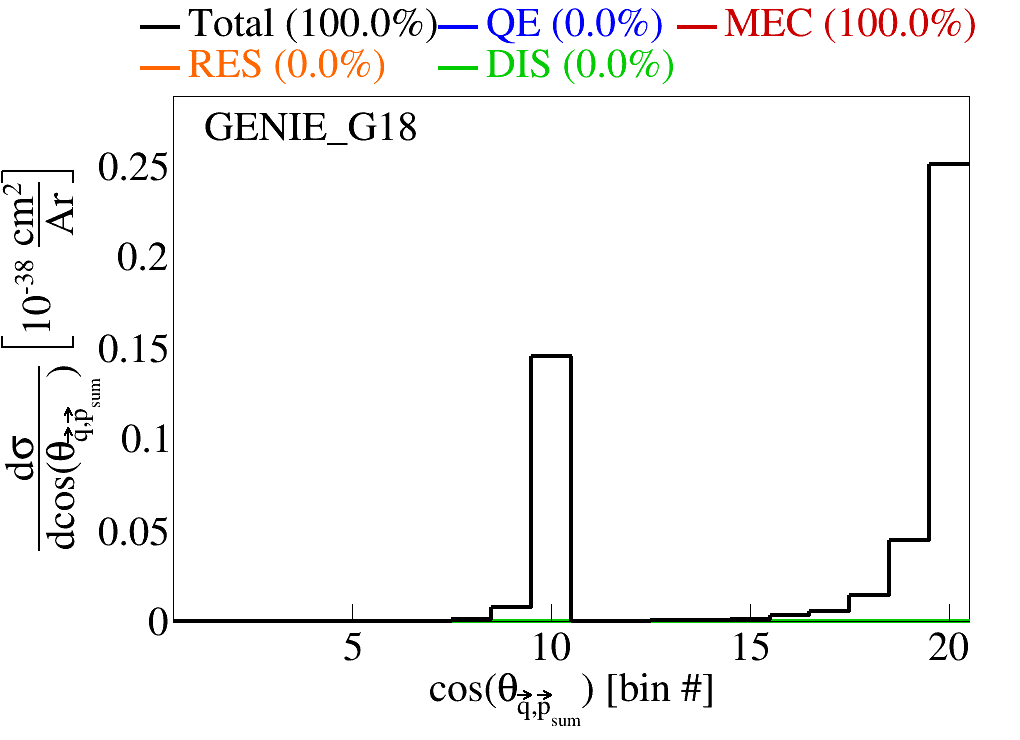 Total (100.0%) QE (0.0%) MEC (100.0%)
RES (0.0%) DIS (0.0%)
GENIE_G18
dσ/dcos(θ_{q⃗,p⃗_{sum}}) [10^{-38} cm²/Ar]
0.25
0.2
0.15
0.1
0.05
0
5 10 15 20
cos(θ_{q⃗,p⃗_{sum}}) [bin #]